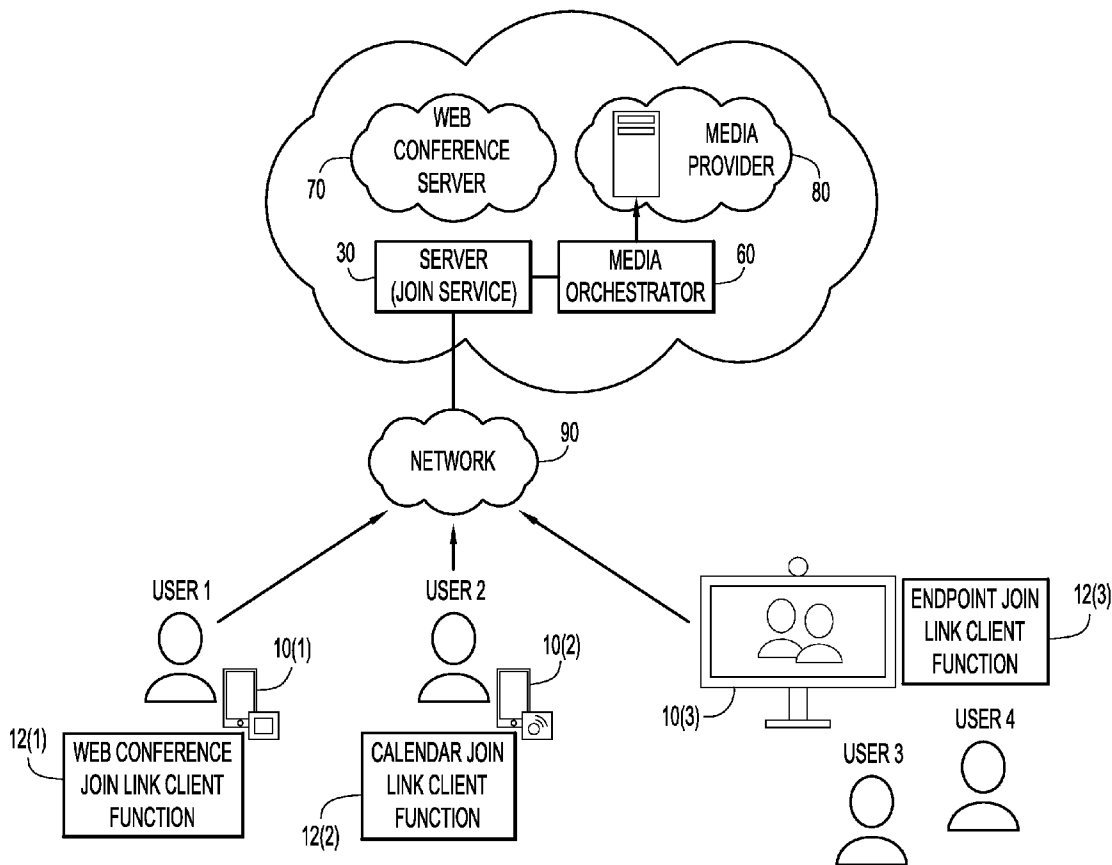 WEB
CONFERENCE
SERVER
70
MEDIA
PROVIDER
80
30
SERVER
(JOIN SERVICE)
MEDIA
ORCHESTRATOR
60
NETWORK
90
USER 1
10(1)
12(1)
WEB CONFERENCE
JOIN LINK CLIENT
FUNCTION
USER 2
10(2)
CALENDAR JOIN
LINK CLIENT
FUNCTION
12(2)
10(3)
ENDPOINT JOIN
LINK CLIENT
FUNCTION
12(3)
USER 3
USER 4